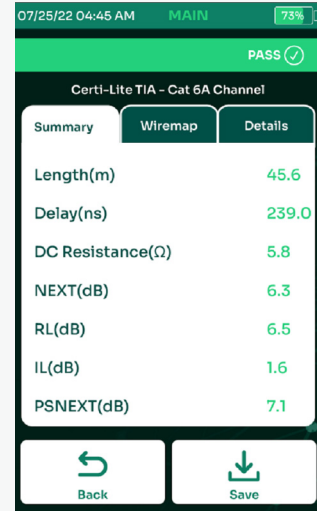 07/25/22 04:45 AM MAIN 73%
PASS
Certi-Lite TIA - Cat 6A Channel
Summary Wiremap Details
Length(m) 45.6
Delay(ns) 239.0
DC Resistance(Ω) 5.8
NEXT(dB) 6.3
RL(dB) 6.5
IL(dB) 1.6
PSNEXT(dB) 7.1
Back Save